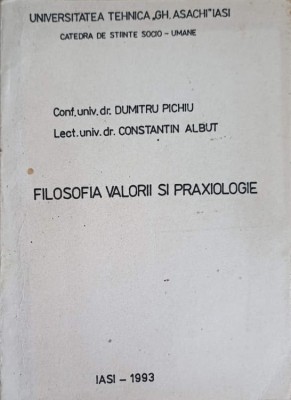 UNIVERSITATEA TEHNICA „GH. ASACHI" IASI
CATEDRA DE STIINTE SOCIO - UMANE
Conf. univ. dr. DUMITRU PICHIU
Lect. univ. dr. CONSTANTIN ALBUT
FILOSOFIA VALORII SI PRAXIOLOGIE
IASI - 1993